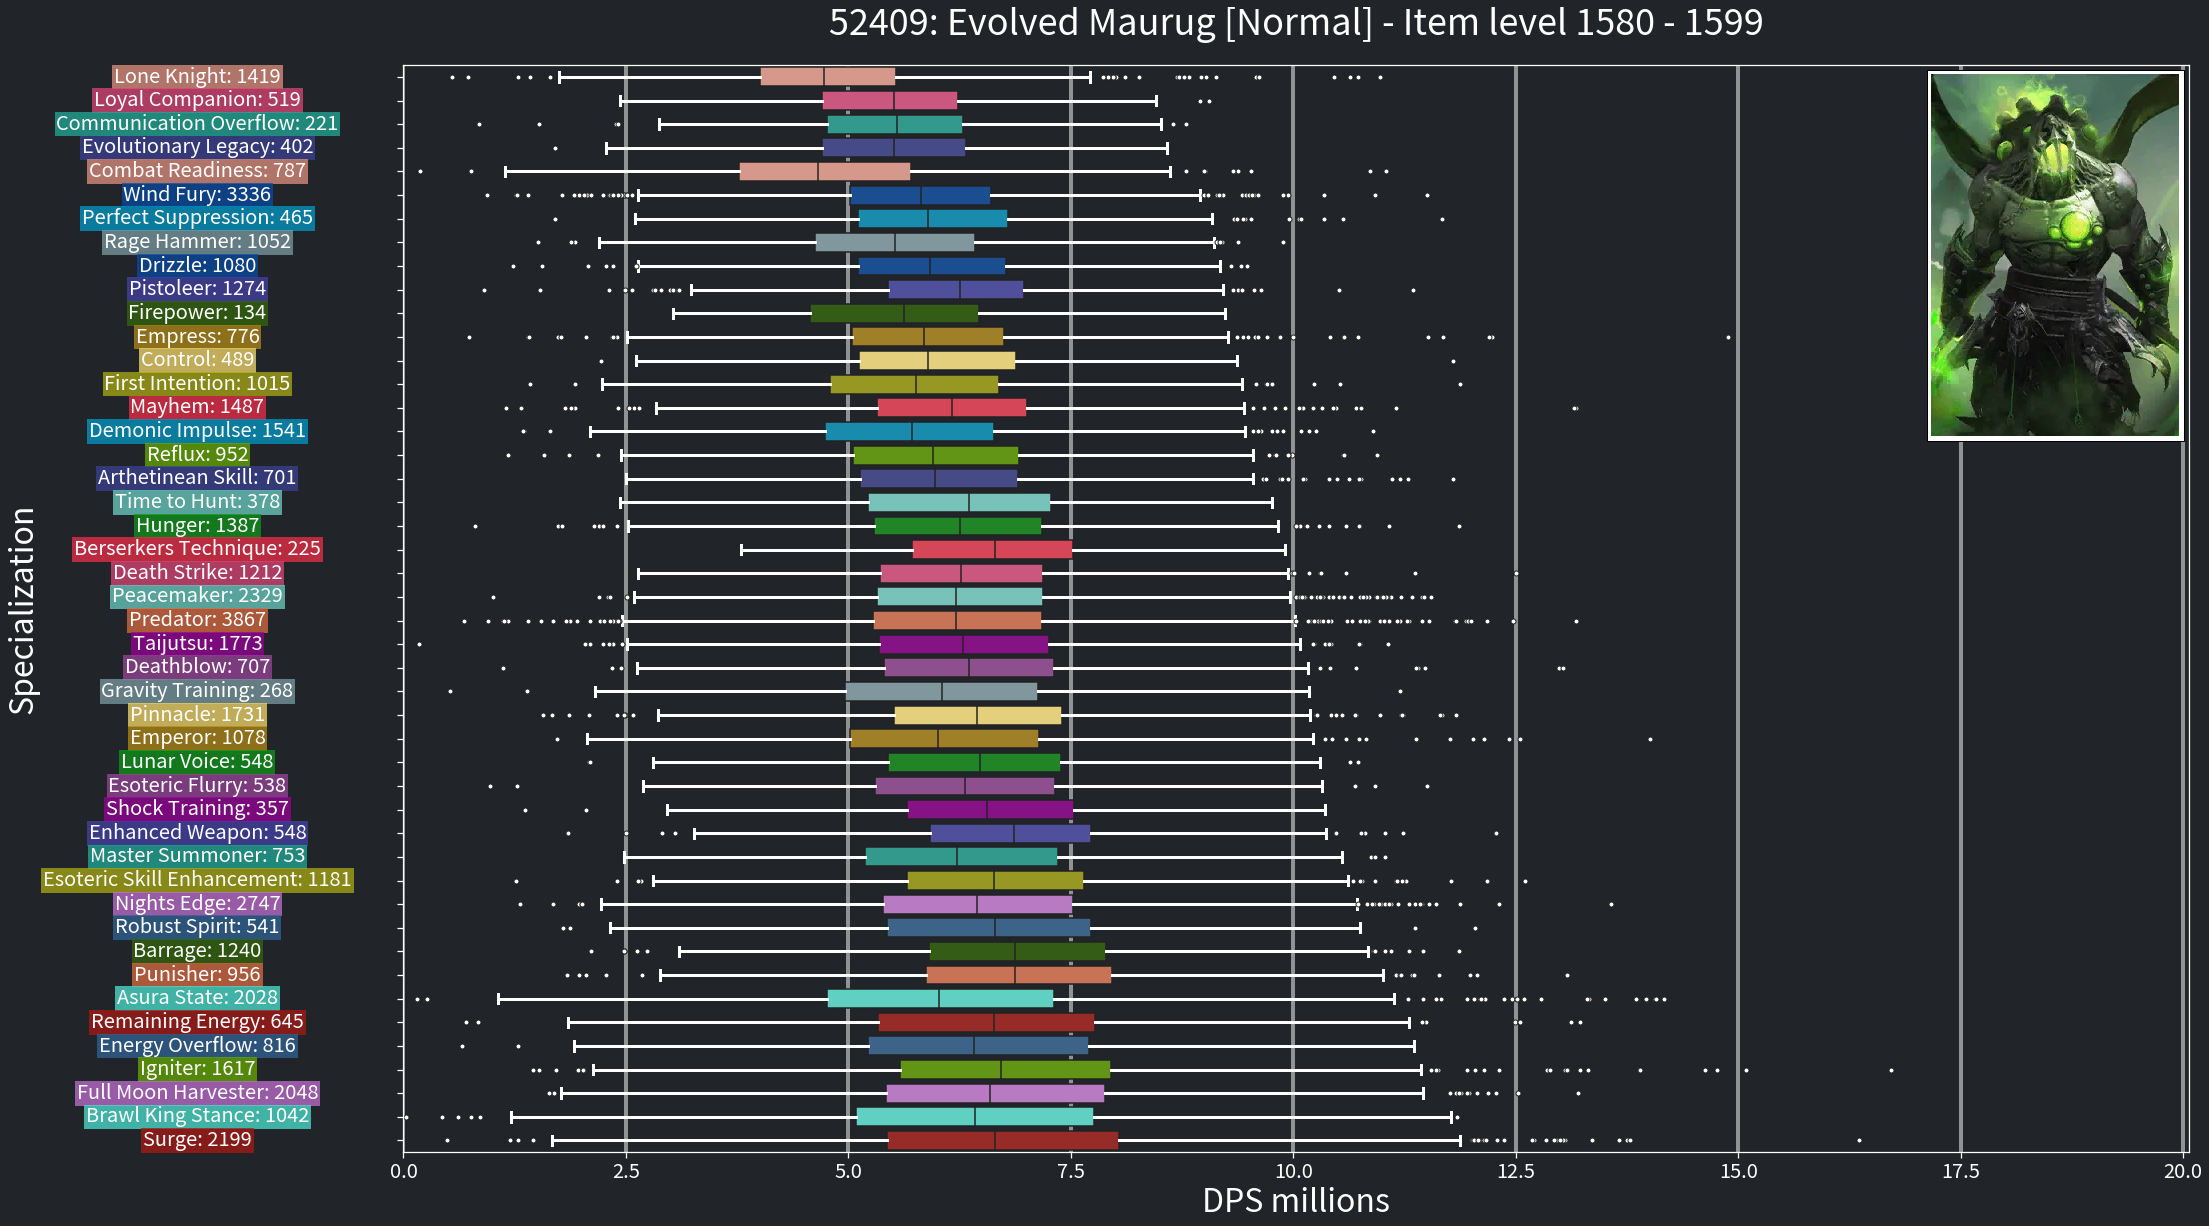 52409: Evolved Maurug [Normal] - Item level 1580 - 1599
Specialization
Lone Knight: 1419
Loyal Companion: 519
Communication Overflow: 221
Evolutionary Legacy: 402
Combat Readiness: 787
Wind Fury: 3336
Perfect Suppression: 465
Rage Hammer: 1052
Drizzle: 1080
Pistoleer: 1274
Firepower: 134
Empress: 776
Control: 489
First Intention: 1015
Mayhem: 1487
Demonic Impulse: 1541
Reflux: 952
Arthetinean Skill: 701
Time to Hunt: 378
Hunger: 1387
Berserkers Technique: 225
Death Strike: 1212
Peacemaker: 2329
Predator: 3867
Taijutsu: 1773
Deathblow: 707
Gravity Training: 268
Pinnacle: 1731
Emperor: 1078
Lunar Voice: 548
Esoteric Flurry: 538
Shock Training: 357
Enhanced Weapon: 548
Master Summoner: 753
Esoteric Skill Enhancement: 1181
Nights Edge: 2747
Robust Spirit: 541
Barrage: 1240
Punisher: 956
Asura State: 2028
Remaining Energy: 645
Energy Overflow: 816
Igniter: 1617
Full Moon Harvester: 2048
Brawl King Stance: 1042
Surge: 2199
0.0 2.5 5.0 7.5 10.0 12.5 15.0 17.5 20.0
DPS millions